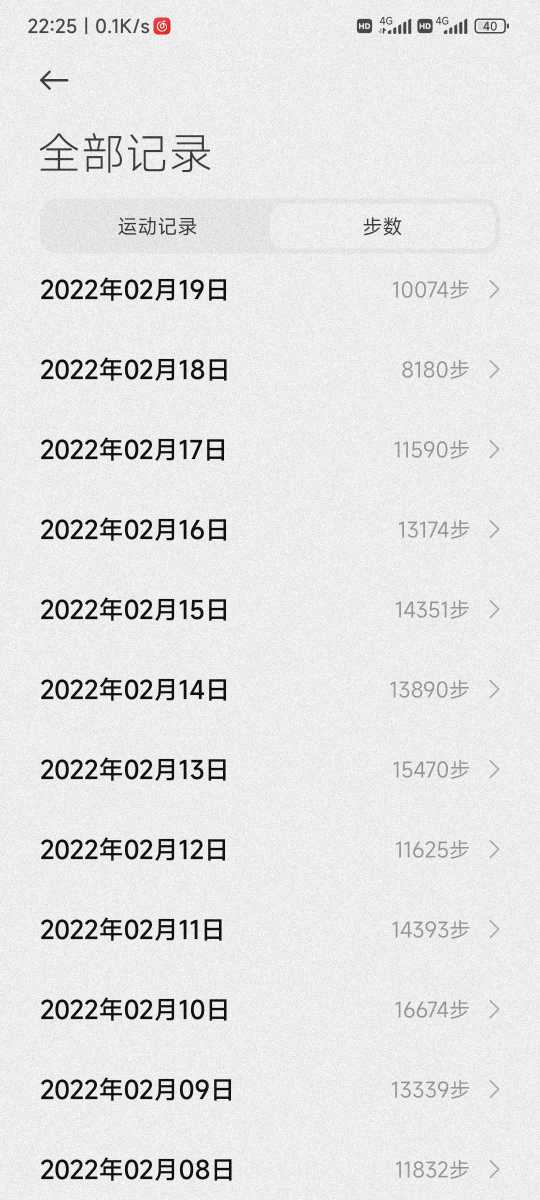 22:25 | 0.1K/s HD 4G HD 4G 40
全部记录
运动记录 步数
2022年02月19日 10074步
2022年02月18日 8180步
2022年02月17日 11590步
2022年02月16日 13174步
2022年02月15日 14351步
2022年02月14日 13890步
2022年02月13日 15470步
2022年02月12日 11625步
2022年02月11日 14393步
2022年02月10日 16674步
2022年02月09日 13339步
2022年02月08日 11832步